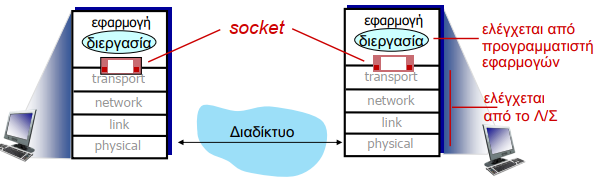 εφαρμογή
διεργασία
transport
network
link
physical
socket
Διαδίκτυο
εφαρμογή
διεργασία
transport
network
link
physical
ελέγχεται από
προγραμματιστή
εφαρμογών
ελέγχεται
από το Λ/Σ